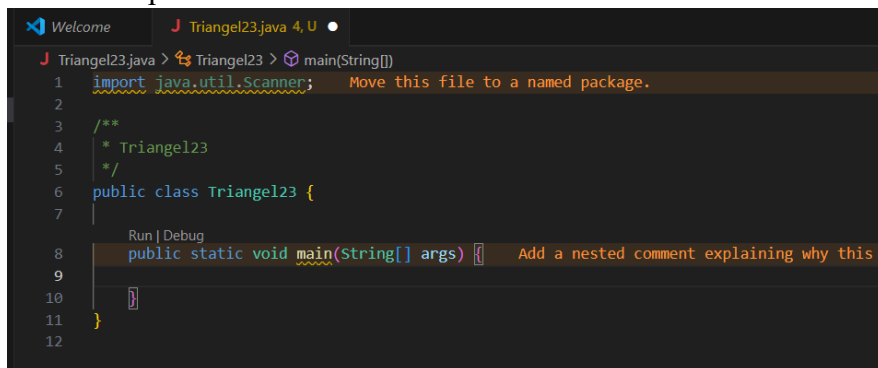 Welcome J Triangel23.java 4, U ●
J Triangel23.java > Triangel23 > main(String[])
1 import java.util.Scanner; Move this file to a named package.
2
3 /**
4 * Triangel23
5 */
6 public class Triangel23 {
7
Run | Debug
8 public static void main(String[] args) { Add a nested comment explaining why this
9
10 }
11 }
12